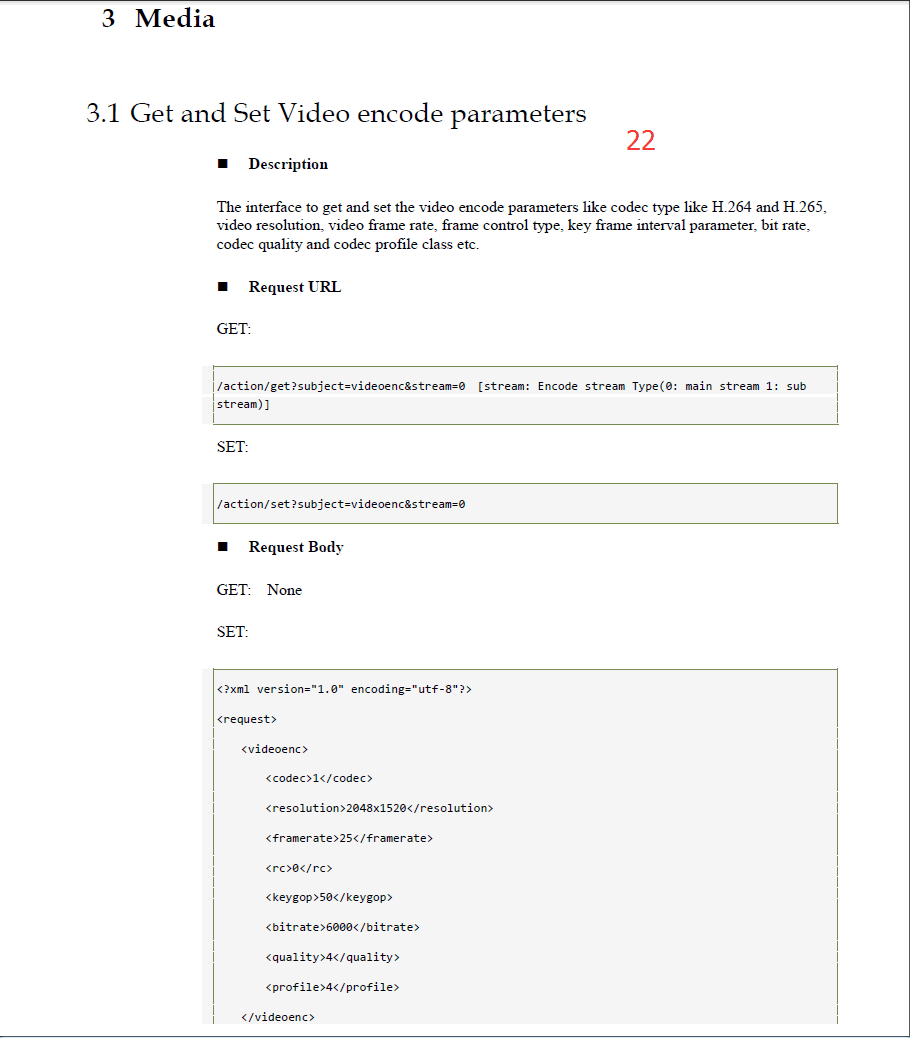 3 Media
3.1 Get and Set Video encode parameters
22
■ Description
The interface to get and set the video encode parameters like codec type like H.264 and H.265,
video resolution, video frame rate, frame control type, key frame interval parameter, bit rate,
codec quality and codec profile class etc.
■ Request URL
GET:
/action/get?subject=videoenc&stream=0 [stream: Encode stream Type(0: main stream 1: sub
stream)]
SET:
/action/set?subject=videoenc&stream=0
■ Request Body
GET: None
SET:
<?xml version="1.0" encoding="utf-8"?>
<request>
<videoenc>
<codec>1</codec>
<resolution>2048x1520</resolution>
<framerate>25</framerate>
<rc>0</rc>
<keygop>50</keygop>
<bitrate>6000</bitrate>
<quality>4</quality>
<profile>4</profile>
</videoenc>